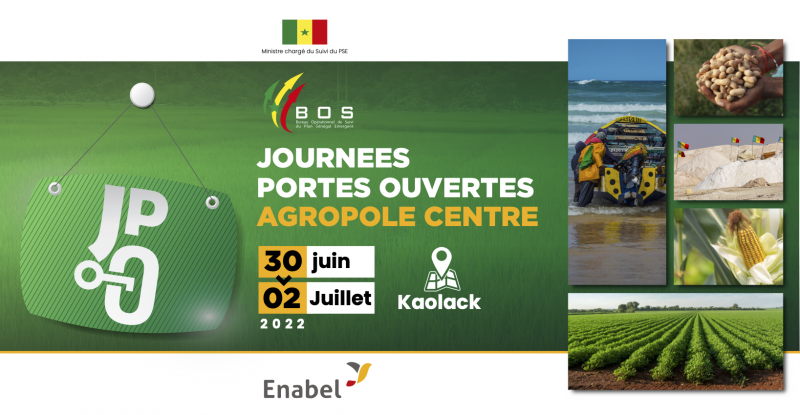 Ministre chargé du Suivi du PSE
BOS
Bureau Opérationnel de Suivi
du Plan Sénégal Emergent
JOURNEES
PORTES OUVERTES
AGROPOLE CENTRE
JPO
30 juin
02 Juillet
2022
Kaolack
Enabel